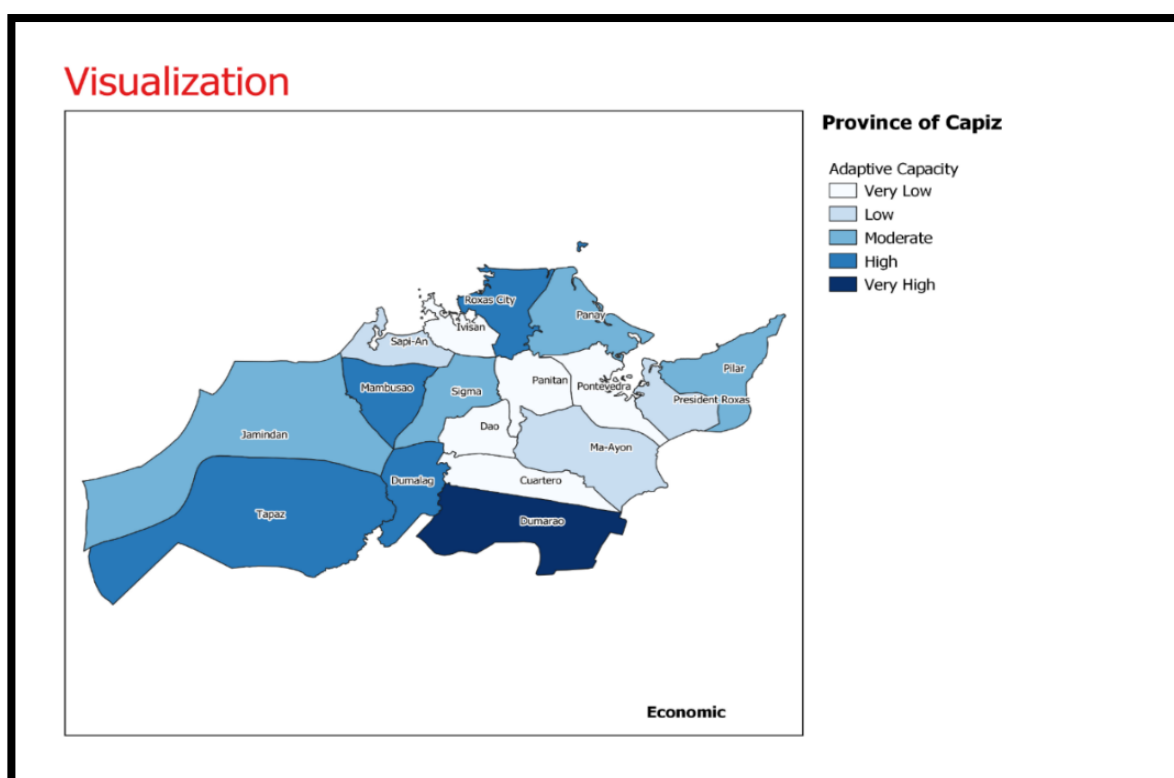 Visualization
Province of Capiz
Adaptive Capacity
Very Low
Low
Moderate
High
Very High
Roxas City
Panay
Ivisan
Sapi-An
Pilar
Panitan
Pontevedra
Mambusao
Sigma
President Roxas
Dao
Jamindan
Ma-Ayon
Dumalag
Cuartero
Tapaz
Dumarao
Economic